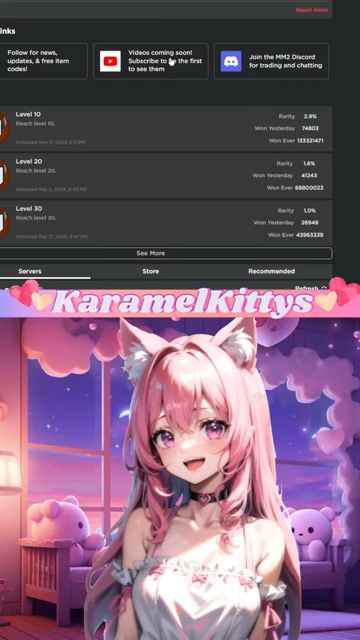 Report Abuse
inks
Follow for news,
updates, & free item
codes!
Videos coming soon!
Subscribe to be the first
to see them
Join the MM2 Discord
for trading and chatting
Level 10
Reach level 10.
Rarity 2.9%
Won Yesterday 74803
Won Ever 133321471
Level 20
Reach level 20.
Rarity 1.6%
Won Yesterday 41243
Won Ever 68800023
Level 30
Reach level 30.
Rarity 1.0%
Won Yesterday 26948
Won Ever 43963339
See More
Servers
Store
Recommended
Refresh
KaramelKittys